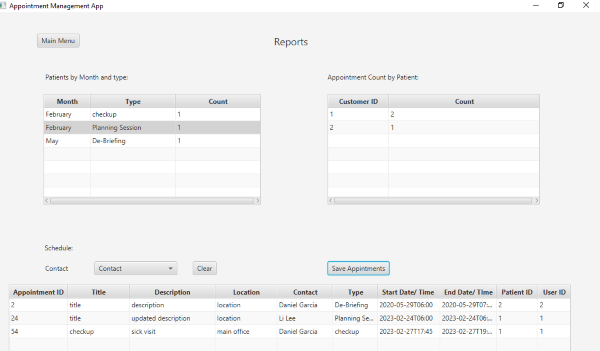 Appointment Management App
Main Menu
Reports
Patients by Month and type:
Appointment Count by Patient:
Month Type Count
February checkup 1
February Planning Session 1
May De-Briefing 1
Customer ID Count
1 2
2 1
Schedule:
Contact Contact Clear Save Appintments
Appointment ID Title Description Location Contact Type Start Date/ Time End Date/ Time Patient ID User ID
2 title description location Daniel Garcia De-Briefing 2020-05-29T06:00 2020-05-29T07:... 2 2
24 title updated description location Li Lee Planning Se... 2023-02-24T06:00 2023-02-24T06:... 1 1
54 checkup sick visit main office Daniel Garcia checkup 2023-02-27T17:45 2023-02-27T19:... 1 1